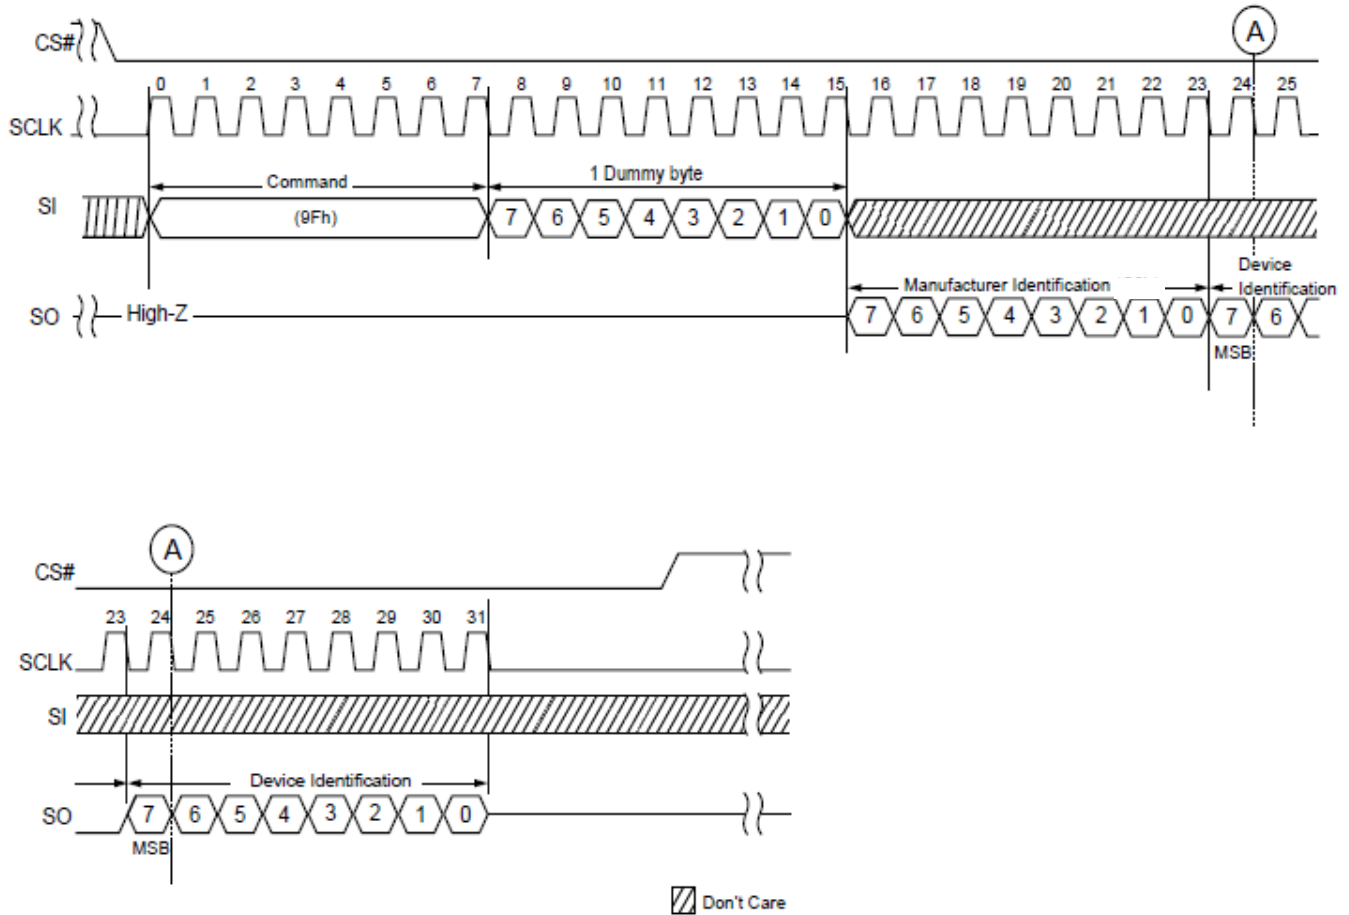 A
CS#
0 1 2 3 4 5 6 7 8 9 10 11 12 13 14 15 16 17 18 19 20 21 22 23 24 25
SCLK
Command 1 Dummy byte
SI (9Fh) 7 6 5 4 3 2 1 0
Device
Manufacturer Identification Identification
SO High-Z 7 6 5 4 3 2 1 0 7 6
MSB
A
CS#
23 24 25 26 27 28 29 30 31
SCLK
SI
Device Identification
SO 7 6 5 4 3 2 1 0
MSB
Don't Care